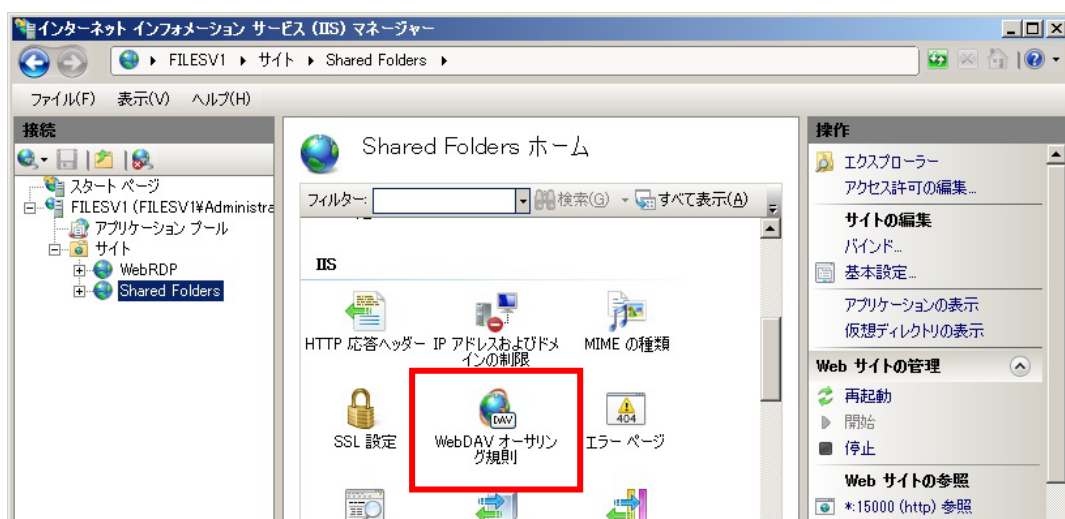 インターネット インフォメーション サービス (IIS) マネージャー
FILESV1 サイト Shared Folders
ファイル(F) 表示(V) ヘルプ(H)
接続
スタート ページ
FILESV1 (FILESV1¥Administra
アプリケーション プール
サイト
WebRDP
Shared Folders
Shared Folders ホーム
フィルター: 検索(G) すべて表示(A)
IIS
HTTP 応答ヘッダー
IP アドレスおよびドメ
インの制限
MIME の種類
SSL 設定
DAV
WebDAV オーサリン
グ規則
404
エラー ページ
操作
エクスプローラー
アクセス許可の編集...
サイトの編集
バインド...
基本設定...
アプリケーションの表示
仮想ディレクトリの表示
Web サイトの管理
再起動
開始
停止
Web サイトの参照
*:15000 (http) 参照